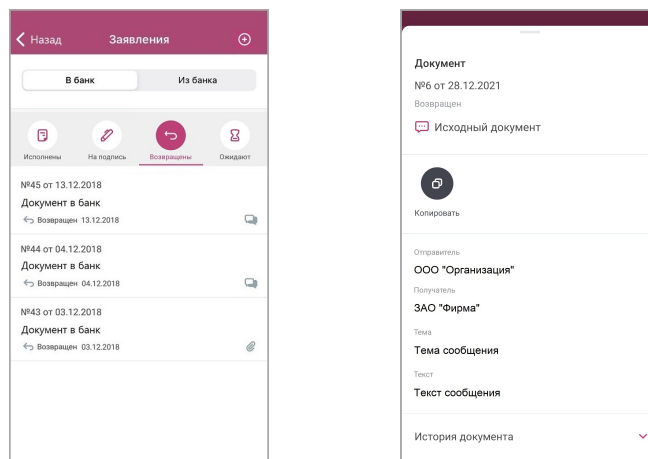 Назад
Заявления
В банк
Из банка
Исполнены
На подпись
Возвращены
Ожидают
№45 от 13.12.2018
Документ в банк
Возвращен 13.12.2018
№44 от 04.12.2018
Документ в банк
Возвращен 04.12.2018
№43 от 03.12.2018
Документ в банк
Возвращен 03.12.2018
Документ
№6 от 28.12.2021
Возвращен
Исходный документ
Копировать
Отправитель
ООО "Организация"
Получатель
ЗАО "Фирма"
Тема
Тема сообщения
Текст
Текст сообщения
История документа